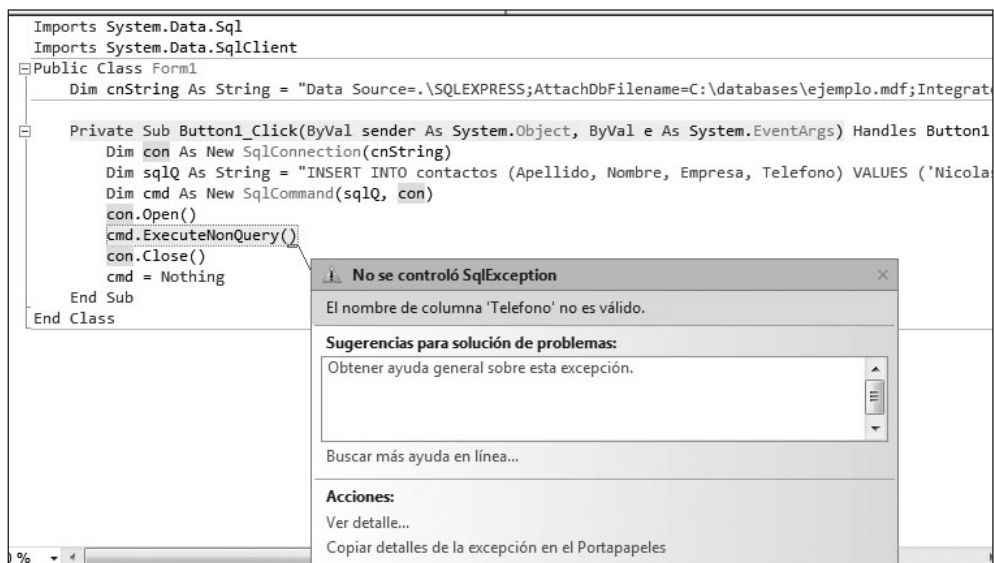 Imports System.Data.Sql
Imports System.Data.SqlClient
Public Class Form1
Dim cnString As String = "Data Source=.\SQLEXPRESS;AttachDbFilename=C:\databases\ejemplo.mdf;Integrate
Private Sub Button1_Click(ByVal sender As System.Object, ByVal e As System.EventArgs) Handles Button1
Dim con As New SqlConnection(cnString)
Dim sqlQ As String = "INSERT INTO contactos (Apellido, Nombre, Empresa, Telefono) VALUES ('Nicolas
Dim cmd As New SqlCommand(sqlQ, con)
con.Open()
cmd.ExecuteNonQuery()
con.Close()
cmd = Nothing
End Sub
End Class
No se controló SqlException
El nombre de columna 'Telefono' no es válido.
Sugerencias para solución de problemas:
Obtener ayuda general sobre esta excepción.
Buscar más ayuda en línea...
Acciones:
Ver detalle...
Copiar detalles de la excepción en el Portapapeles
%